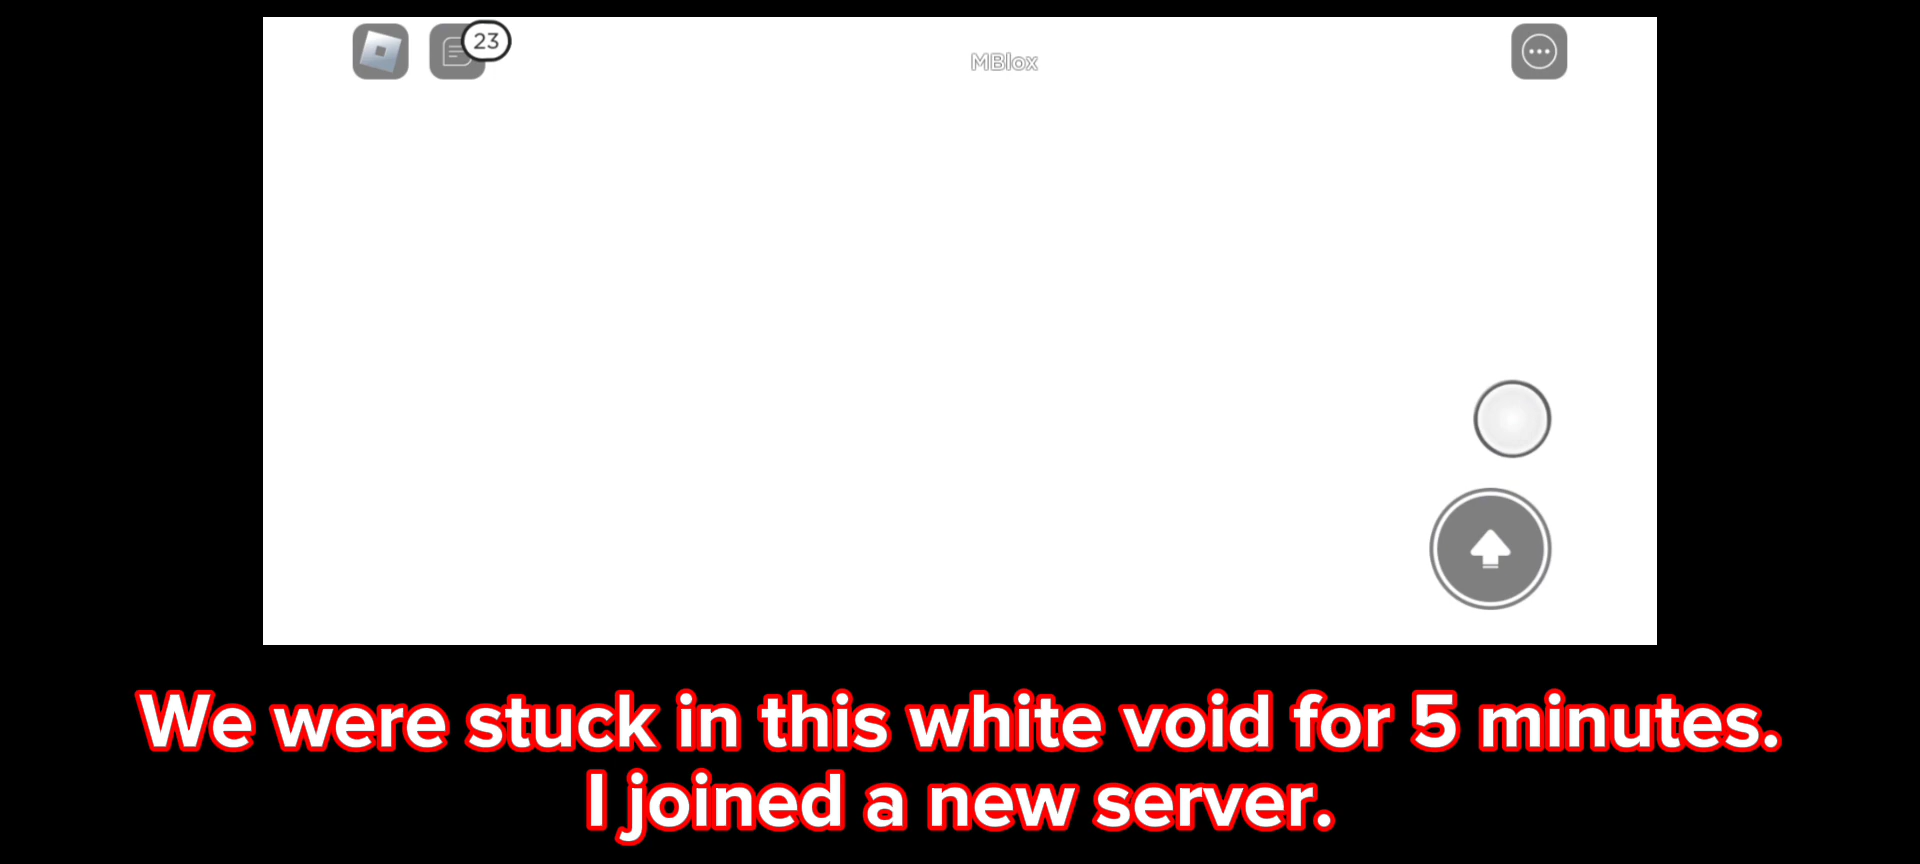 23
MBlox
We were stuck in this white void for 5 minutes.
I joined a new server.